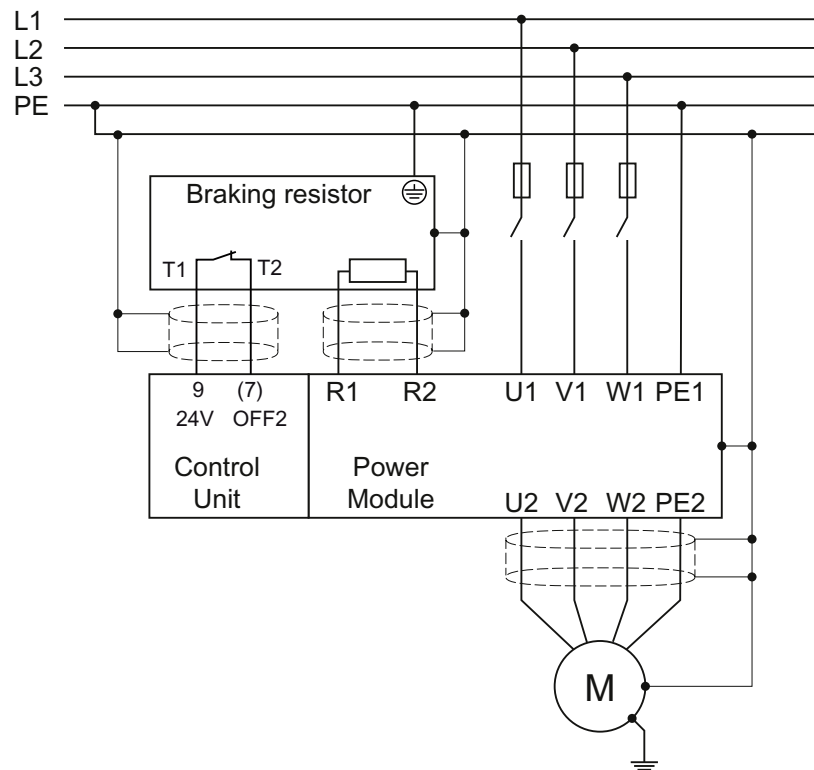 L1
L2
L3
PE
Braking resistor
T1 T2
9 (7) R1 R2 U1 V1 W1 PE1
24V OFF2
Control Power
Unit Module
U2 V2 W2 PE2
M